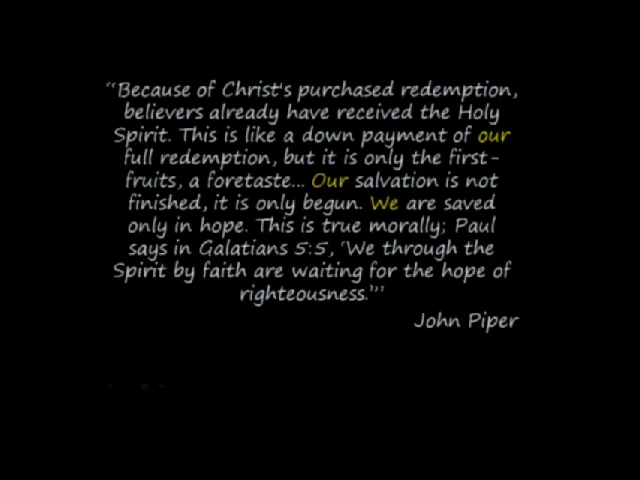 “Because of Christ's purchased redemption,
believers already have received the Holy
Spirit. This is like a down payment of our
full redemption, but it is only the first-
fruits, a foretaste... Our salvation is not
finished, it is only begun. We are saved
only in hope. This is true morally; Paul
says in Galatians 5:5, ‘We through the
Spirit by faith are waiting for the hope of
righteousness.’”
John Piper